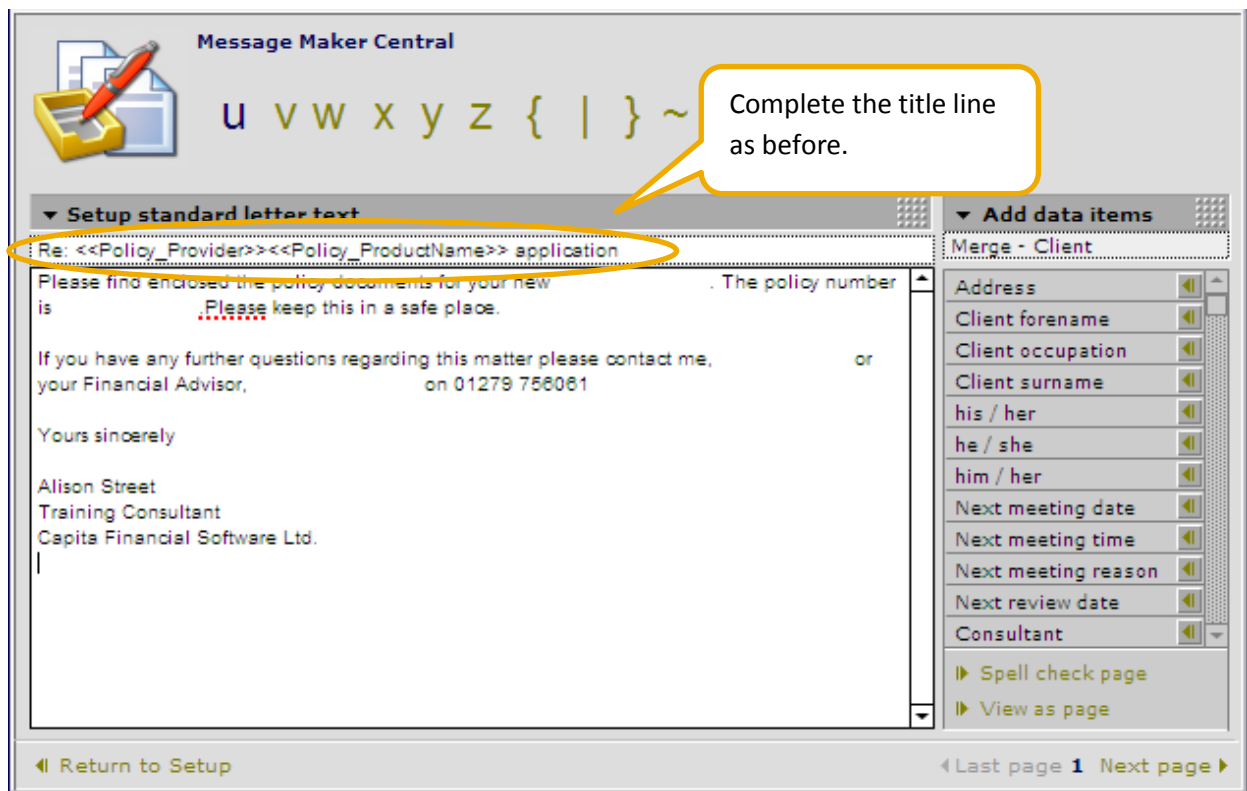 Message Maker Central
u v w x y z { | } ~
Complete the title line
as before.
Setup standard letter text
Re: <<Policy_Provider>><<Policy_ProductName>> application
Please find enclosed the policy documents for your new . The policy number
is .Please keep this in a safe place.
If you have any further questions regarding this matter please contact me, or
your Financial Advisor, on 01279 756061
Yours sincerely
Alison Street
Training Consultant
Capita Financial Software Ltd.
Add data items
Merge - Client
Address
Client forename
Client occupation
Client surname
his / her
he / she
him / her
Next meeting date
Next meeting time
Next meeting reason
Next review date
Consultant
Spell check page
View as page
Return to Setup
Last page 1 Next page